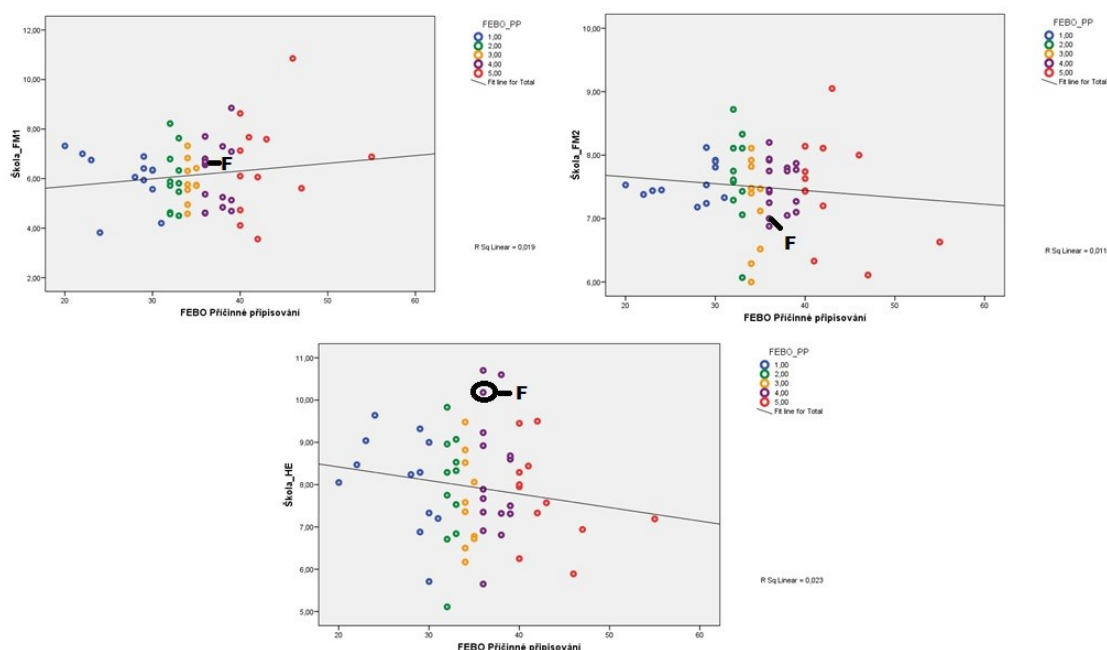 Škola_FM1
12,00
10,00
8,00
6,00
4,00
2,00
20
30
40
50
60
FEBO Příčinné připisování
F
FEBO_PP
1,00
2,00
3,00
4,00
5,00
Fit line for Total
R Sq Linear = 0,019
Škola_FM2
10,00
9,00
8,00
7,00
6,00
20
30
40
50
60
FEBO Příčinné připisování
F
FEBO_PP
1,00
2,00
3,00
4,00
5,00
Fit line for Total
R Sq Linear = 0,011
Škola_HE
11,00
10,00
9,00
8,00
7,00
6,00
5,00
20
30
40
50
60
FEBO Příčinné připisování
F
FEBO_PP
1,00
2,00
3,00
4,00
5,00
Fit line for Total
R Sq Linear = 0,023